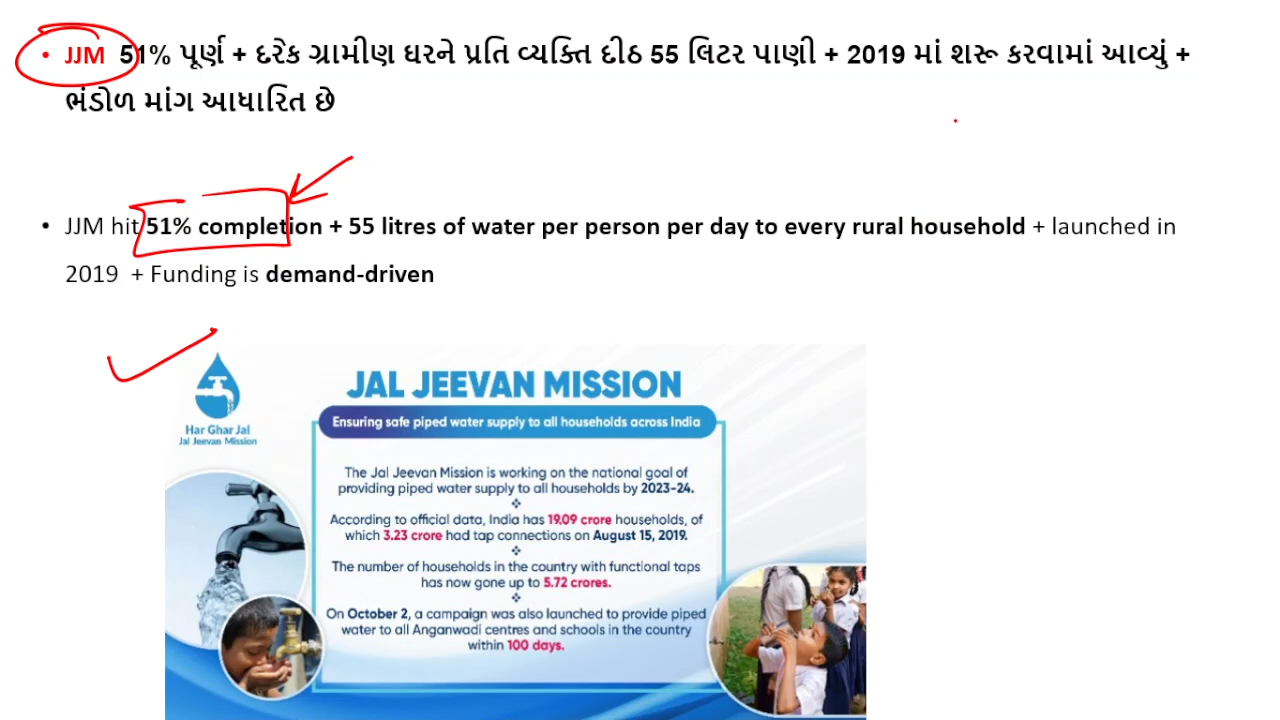 • JJM 51% પૂર્ણ + દરેક ગ્રામીણ ઘરને પ્રતિ વ્યક્તિ દીઠ 55 લિટર પાણી + 2019 માં શરૂ કરવામાં આવ્યું +
ભંડોળ માંગ આધારિત છે
• JJM hit 51% completion + 55 litres of water per person per day to every rural household + launched in
2019 + Funding is demand-driven
Har Ghar Jal
Jal Jeevan Mission
JAL JEEVAN MISSION
Ensuring safe piped water supply to all households across India
The Jal Jeevan Mission is working on the national goal of
providing piped water supply to all households by 2023-24.
According to official data, India has 19.09 crore households, of
which 3.23 crore had tap connections on August 15, 2019.
The number of households in the country with functional taps
has now gone up to 5.72 crores.
On October 2, a campaign was also launched to provide piped
water to all Anganwadi centres and schools in the country
within 100 days.